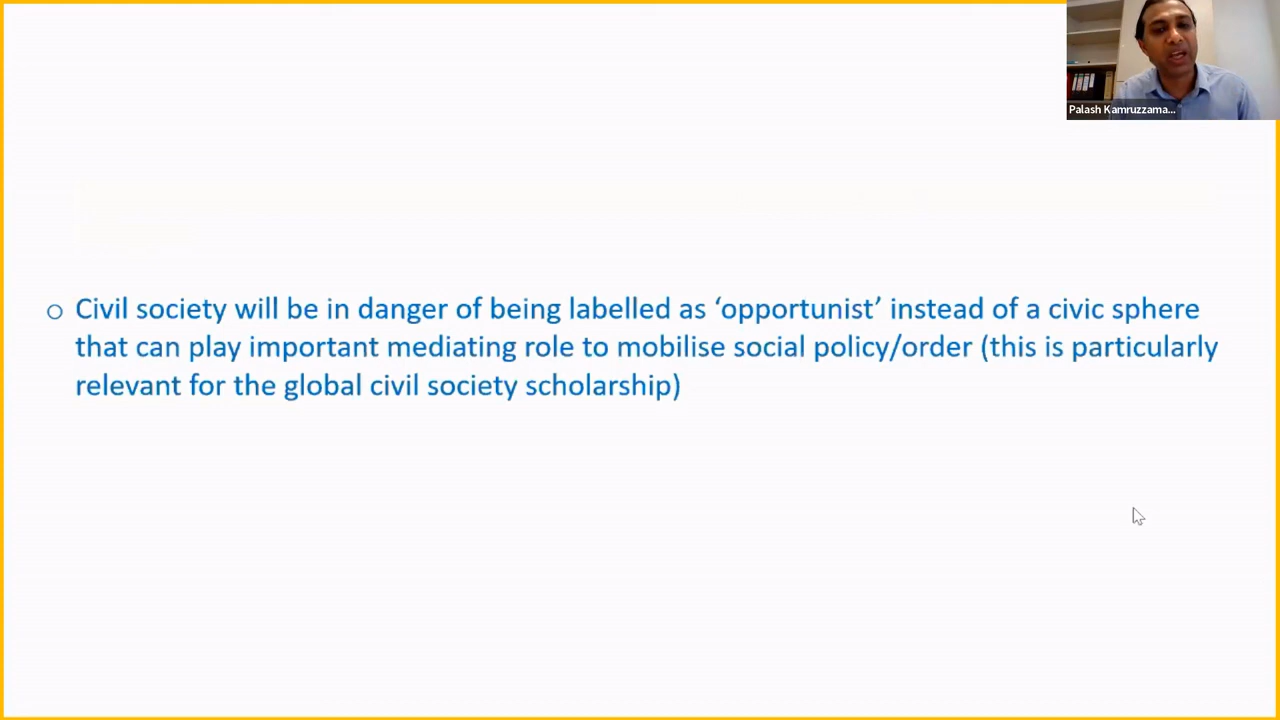 Palash Kamruzzama...
○ Civil society will be in danger of being labelled as ‘opportunist’ instead of a civic sphere
that can play important mediating role to mobilise social policy/order (this is particularly
relevant for the global civil society scholarship)